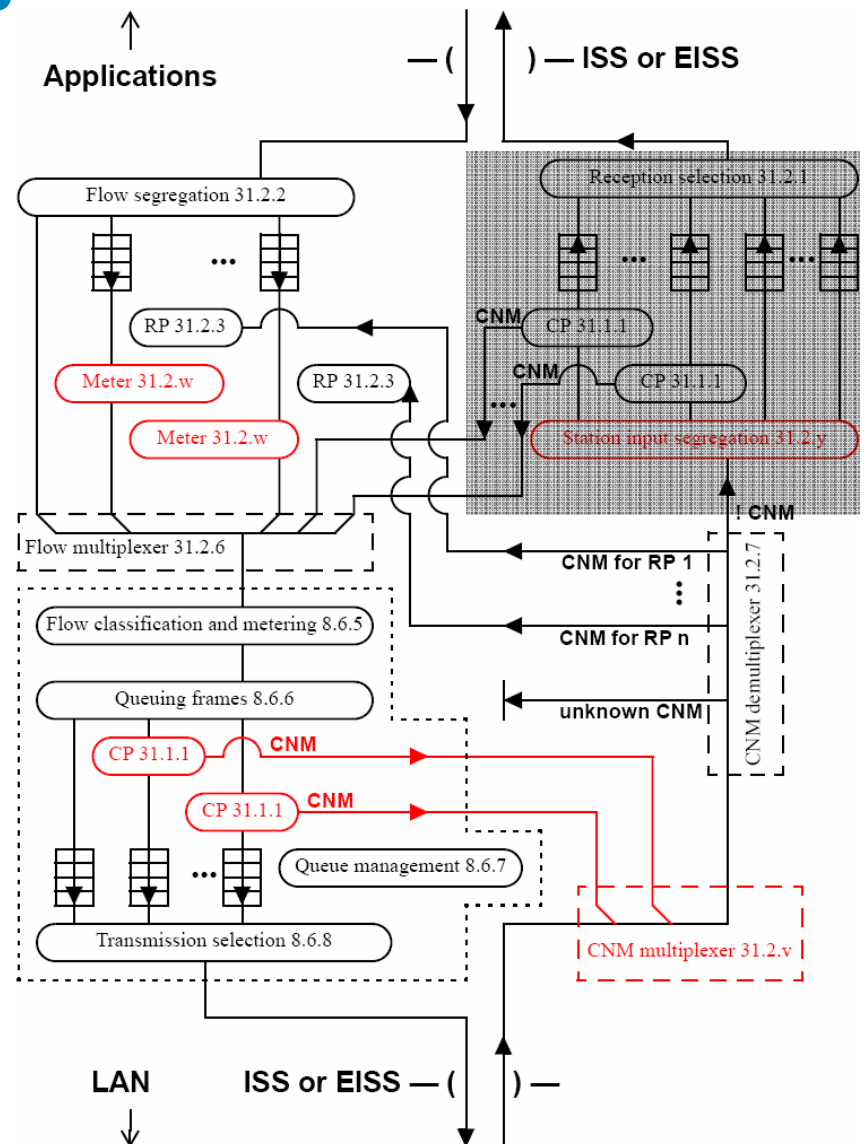 Applications
— ( ) — ISS or EISS
Flow segregation 31.2.2
Reception selection 31.2.1
...
...
...
RP 31.2.3
CNM
CP 31.1.1
Meter 31.2.w
RP 31.2.3
CNM
CP 31.1.1
...
Meter 31.2.w
Station input segregation 31.2.y
! CNM
Flow multiplexer 31.2.6
CNM for RP 1
...
CNM demultiplexer 31.2.7
Flow classification and metering 8.6.5
CNM for RP n
Queuing frames 8.6.6
unknown CNM
CP 31.1.1
CNM
CP 31.1.1
CNM
...
Queue management 8.6.7
Transmission selection 8.6.8
CNM multiplexer 31.2.v
LAN
ISS or EISS — ( ) —